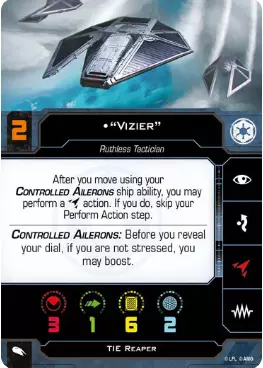 •"Vizier"
2
Ruthless Tactician
After you move using your
Controlled Ailerons ship ability, you may
perform a action. If you do, skip your
Perform Action step.
Controlled Ailerons: Before you reveal
your dial, if you are not stressed, you
may boost.
3 1 6 2
TIE Reaper
©LFL ©AMG